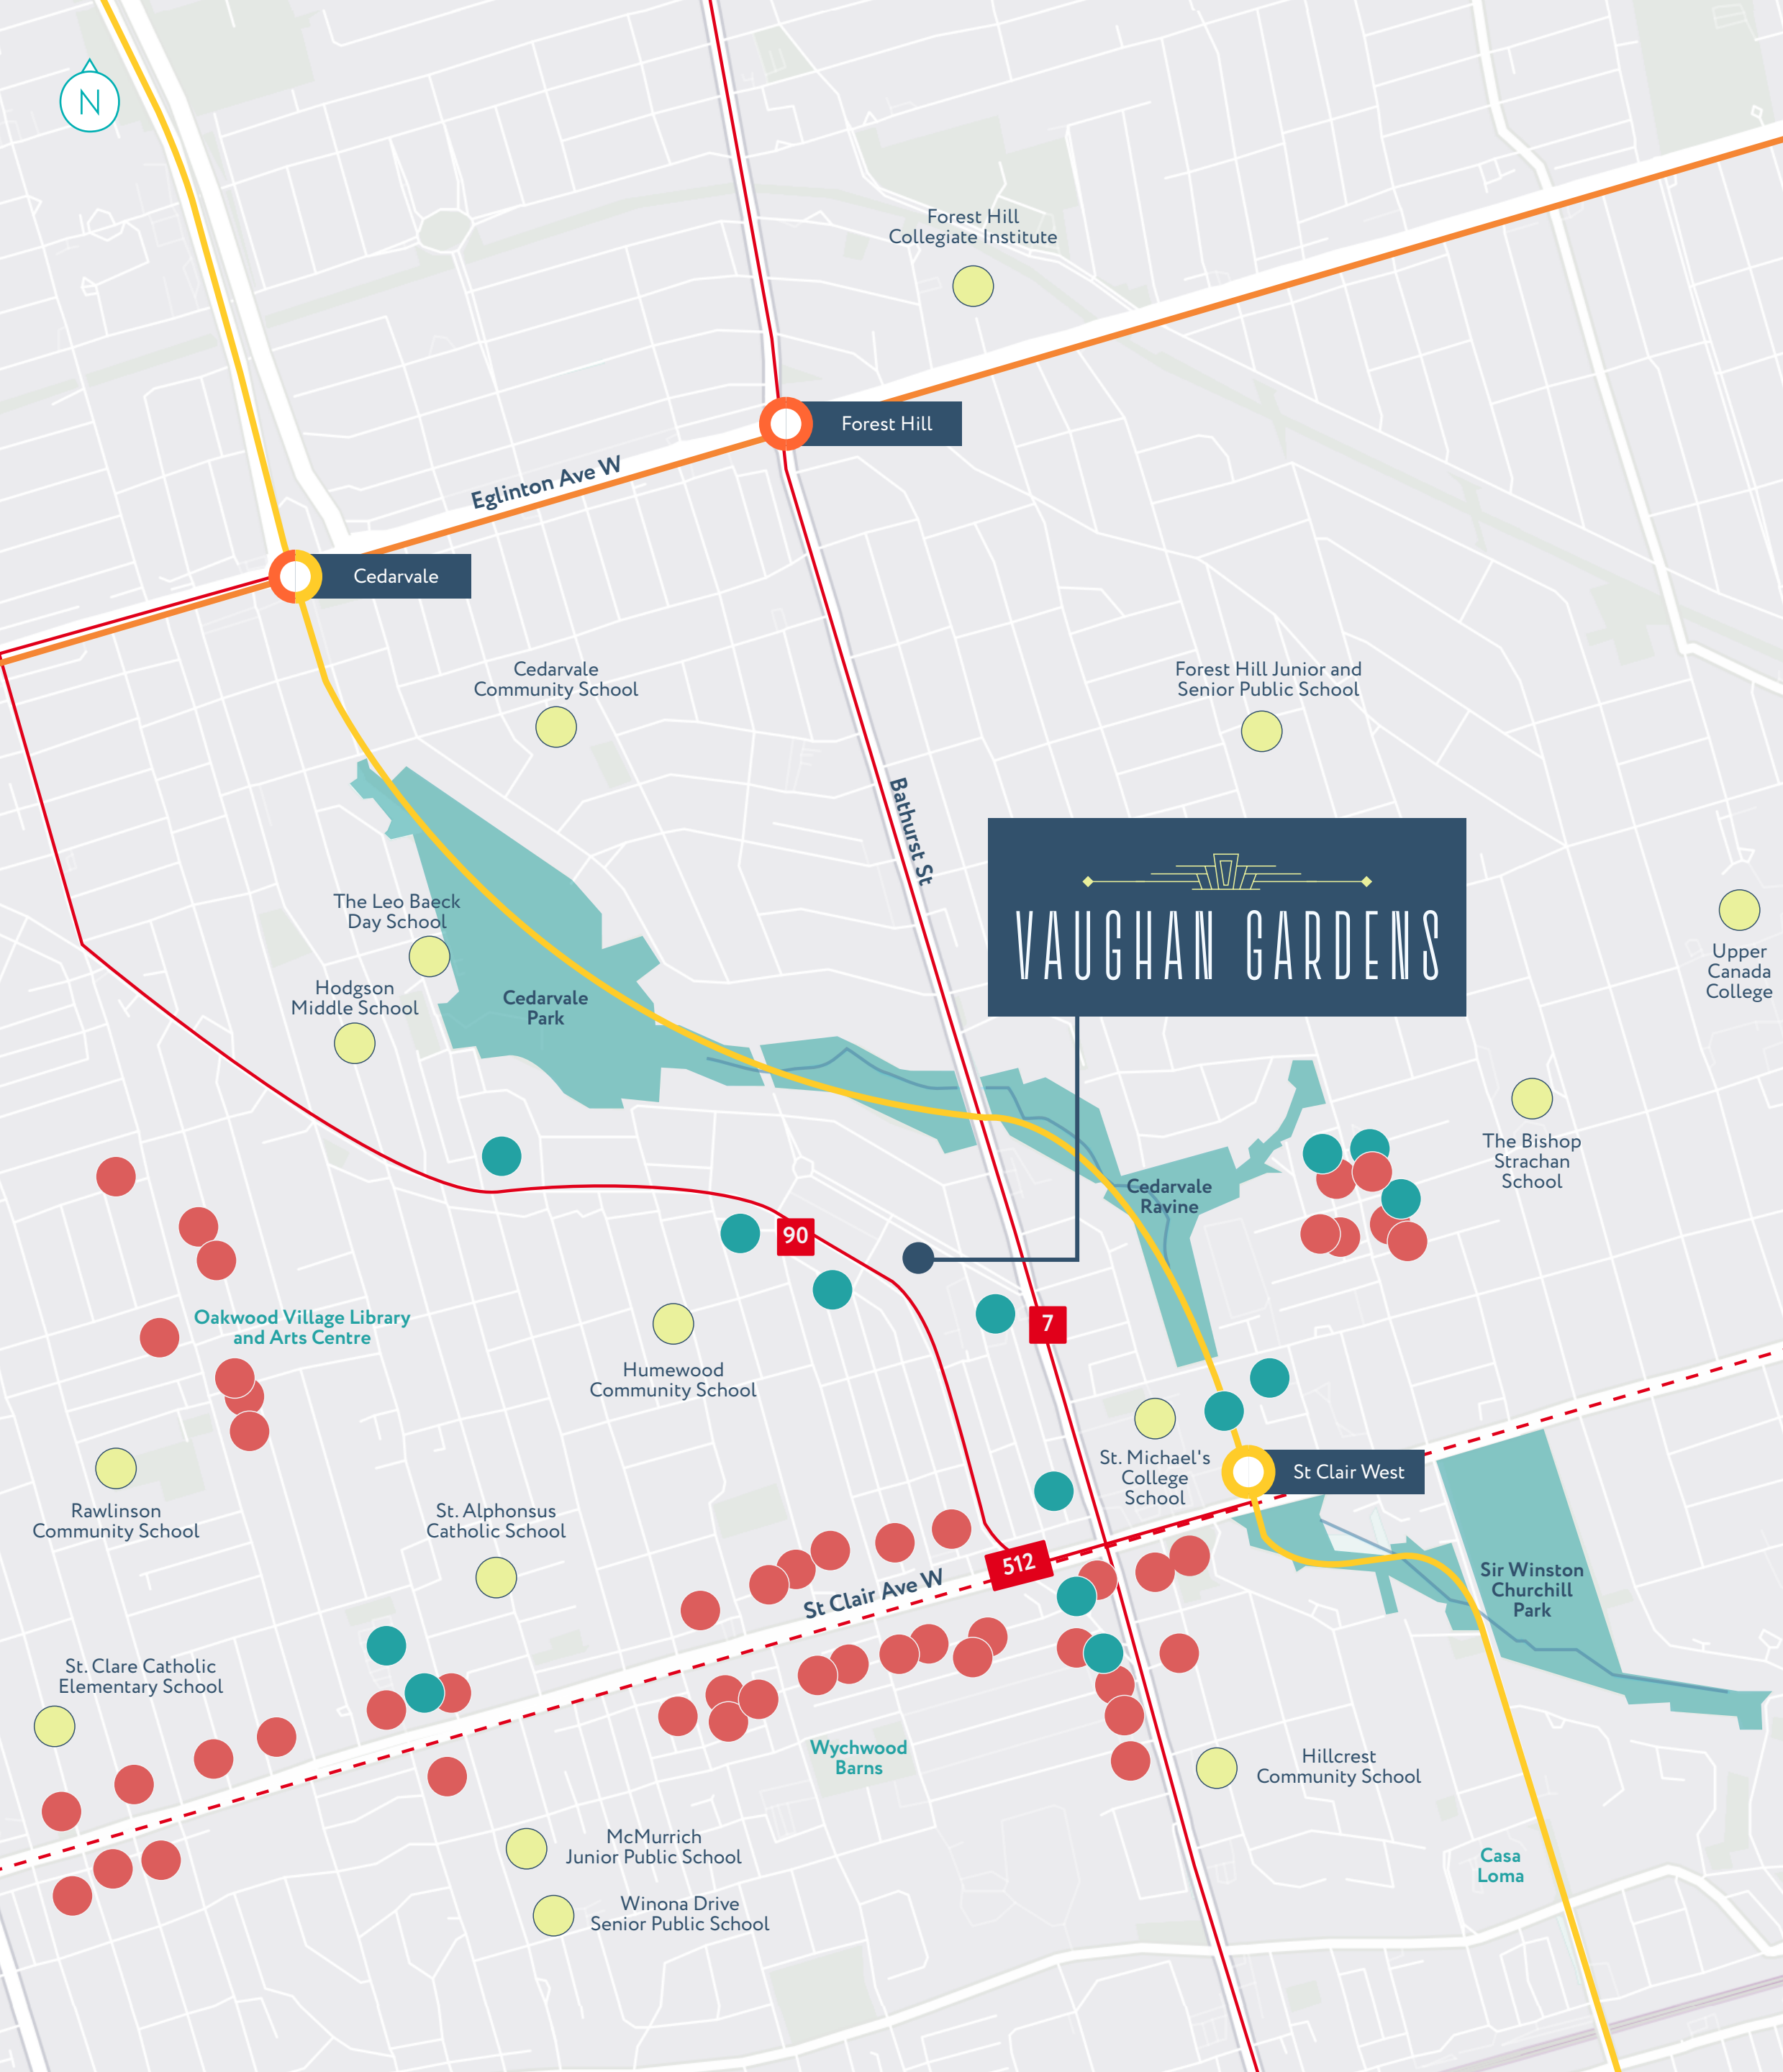 N
Forest Hill
Collegiate Institute
Forest Hill
Eglinton Ave W
Cedarvale
Cedarvale
Community School
Forest Hill Junior and
Senior Public School
Bathurst St
VAUGHAN GARDENS
The Leo Baeck
Day School
Upper
Canada
College
Hodgson
Middle School
Cedarvale
Park
The Bishop
Strachan
School
Cedarvale
Ravine
90
7
Oakwood Village Library
and Arts Centre
Humewood
Community School
St. Michael's
College
School
St Clair West
Rawlinson
Community School
St. Alphonsus
Catholic School
512
St Clair Ave W
Sir Winston
Churchill
Park
St. Clare Catholic
Elementary School
Wychwood
Barns
Hillcrest
Community School
McMurrich
Junior Public School
Casa
Loma
Winona Drive
Senior Public School